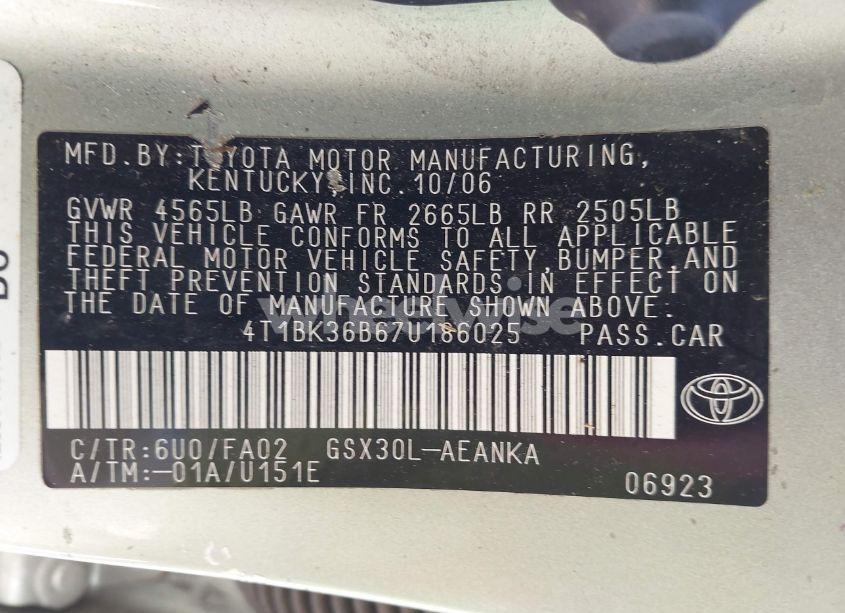 MFD.BY:TOYOTA MOTOR MANUFACTURING,
KENTUCKY, INC. 10/06
GVWR 4565LB GAWR FR 2665LB RR 2505LB
THIS VEHICLE CONFORMS TO ALL APPLICABLE
FEDERAL MOTOR VEHICLE SAFETY, BUMPER, AND
THEFT PREVENTION STANDARDS IN EFFECT ON
THE DATE OF MANUFACTURE SHOWN ABOVE.
4T1BK36B67U186025 PASS.CAR
C/TR:6U0/FA02 GSX30L-AEANKA
A/TM:-01A/U151E
06923